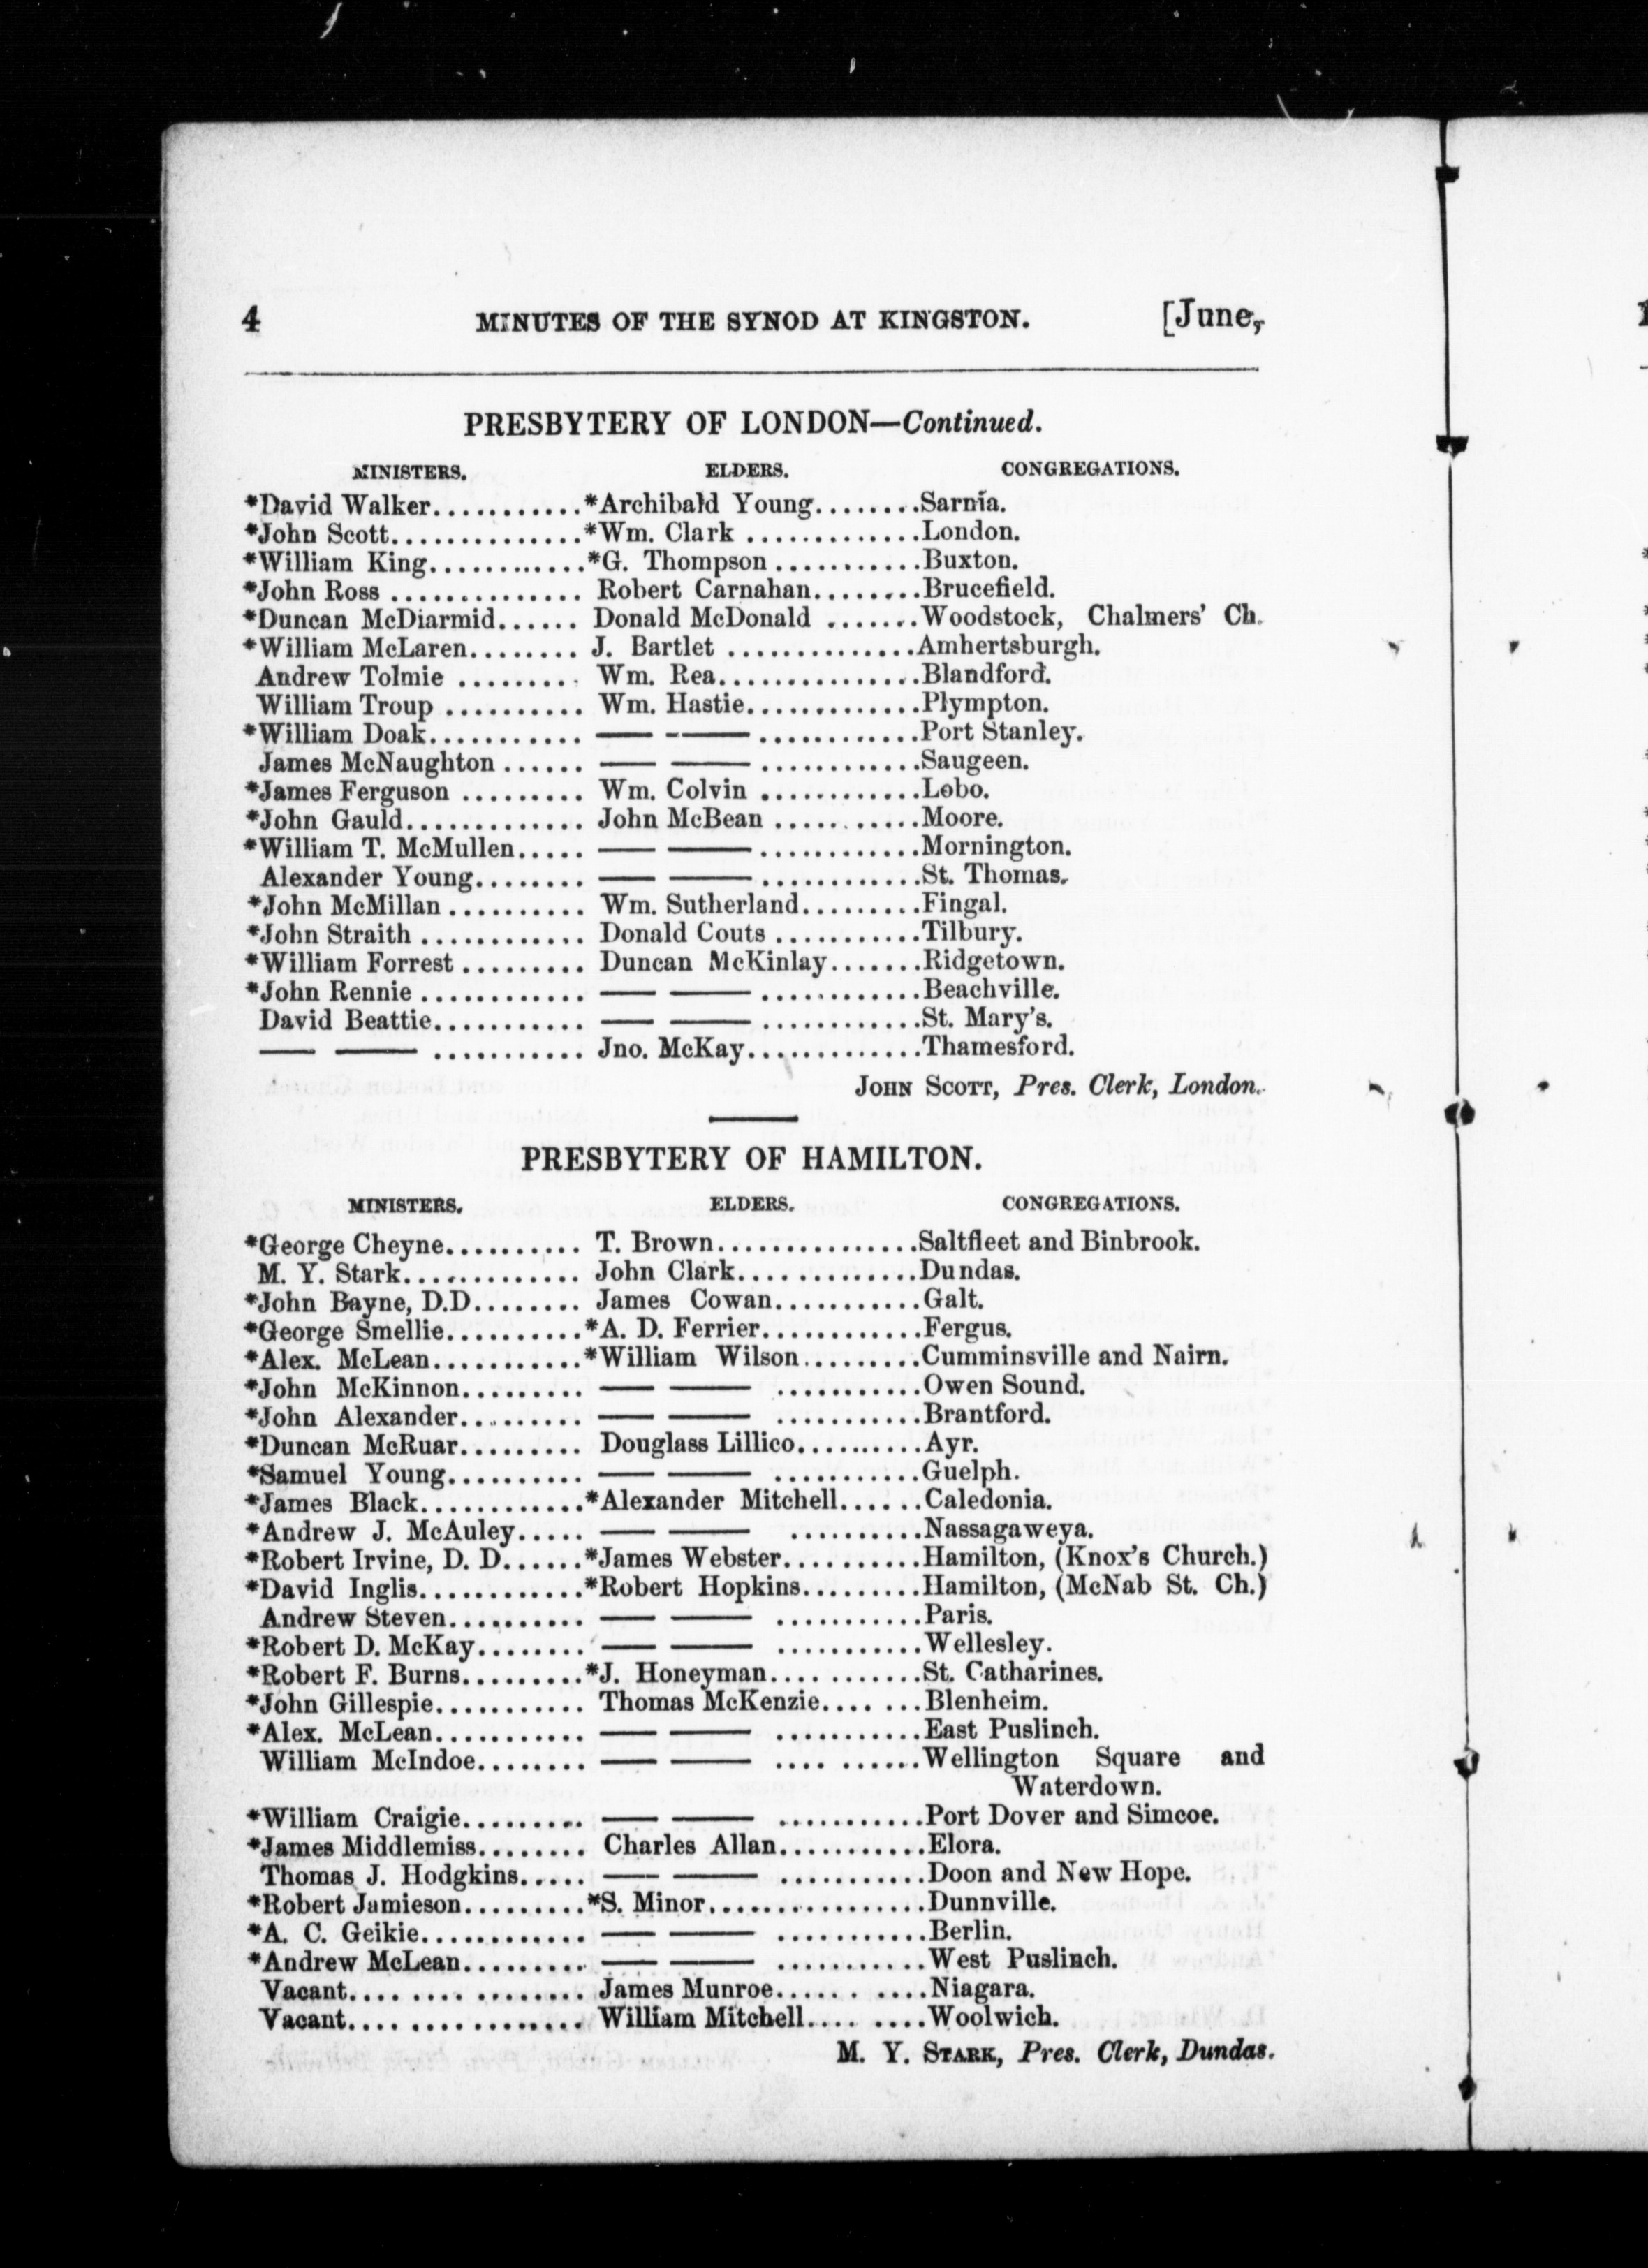 4 MINUTES OF THE SYNOD AT KINGSTON. [June,
PRESBYTERY OF LONDON—Continued.
MINISTERS. ELDERS. CONGREGATIONS.
*David Walker...........*Archibald Young........Sarnia.
*John Scott..............*Wm. Clark .............London.
*William King............*G. Thompson ...........Buxton.
*John Ross .............. Robert Carnahan........Brucefield.
*Duncan McDiarmid...... Donald McDonald .......Woodstock, Chalmers' Ch.
*William McLaren........ J. Bartlet ..............Amhertsburgh.
Andrew Tolmie ......... Wm. Rea...............Blandford.
William Troup .......... Wm. Hastie.............Plympton.
*William Doak........... —— —— ............Port Stanley.
James McNaughton ...... —— —— ............Saugeen.
*James Ferguson ......... Wm. Colvin ............Lobo.
*John Gauld............. John McBean ...........Moore.
*William T. McMullen..... —— —— ............Mornington.
Alexander Young........ —— —— ............St. Thomas.
*John McMillan .......... Wm. Sutherland.........Fingal.
*John Straith ............ Donald Couts ...........Tilbury.
*William Forrest ......... Duncan McKinlay.......Ridgetown.
*John Rennie ............ —— —— ............Beachville.
David Beattie........... —— —— ............St. Mary's.
—— —— ........... Jno. McKay.............Thamesford.
JOHN SCOTT, Pres. Clerk, London.
PRESBYTERY OF HAMILTON.
MINISTERS. ELDERS. CONGREGATIONS.
*George Cheyne.......... T. Brown...............Saltfleet and Binbrook.
M. Y. Stark............. John Clark..............Dundas.
*John Bayne, D.D........ James Cowan...........Galt.
*George Smellie..........*A. D. Ferrier............Fergus.
*Alex. McLean...........*William Wilson.........Cumminsville and Nairn.
*John McKinnon......... —— —— ...........Owen Sound.
*John Alexander......... —— —— ...........Brantford.
*Duncan McRuar......... Douglass Lillico..........Ayr.
*Samuel Young.......... —— —— ...........Guelph.
*James Black............*Alexander Mitchell......Caledonia.
*Andrew J. McAuley..... —— —— ..........Nassagaweya.
*Robert Irvine, D. D......*James Webster..........Hamilton, (Knox's Church.)
*David Inglis............*Robert Hopkins.........Hamilton, (McNab St. Ch.)
Andrew Steven.......... —— —— ...........Paris.
*Robert D. McKay........ —— —— ...........Wellesley.
*Robert F. Burns.........*J. Honeyman............St. Catharines.
*John Gillespie........... Thomas McKenzie.... ...Blenheim.
*Alex. McLean........... —— —— ...........East Puslinch.
William McIndoe........ —— —— .... ......Wellington Square and
Waterdown.
*William Craigie......... —— —— ...........Port Dover and Simcoe.
*James Middlemiss........ Charles Allan...........Elora.
Thomas J. Hodgkins..... —— —— ...........Doon and New Hope.
*Robert Jamieson.........*S. Minor................Dunnville.
*A. C. Geikie............ —— —— ...........Berlin.
*Andrew McLean......... —— —— ...........West Puslinch.
Vacant.... .... ........ James Munroe...... ....Niagara.
Vacant.... ............. William Mitchell.... ....Woolwich.
M. Y. STARK, Pres. Clerk, Dundas.